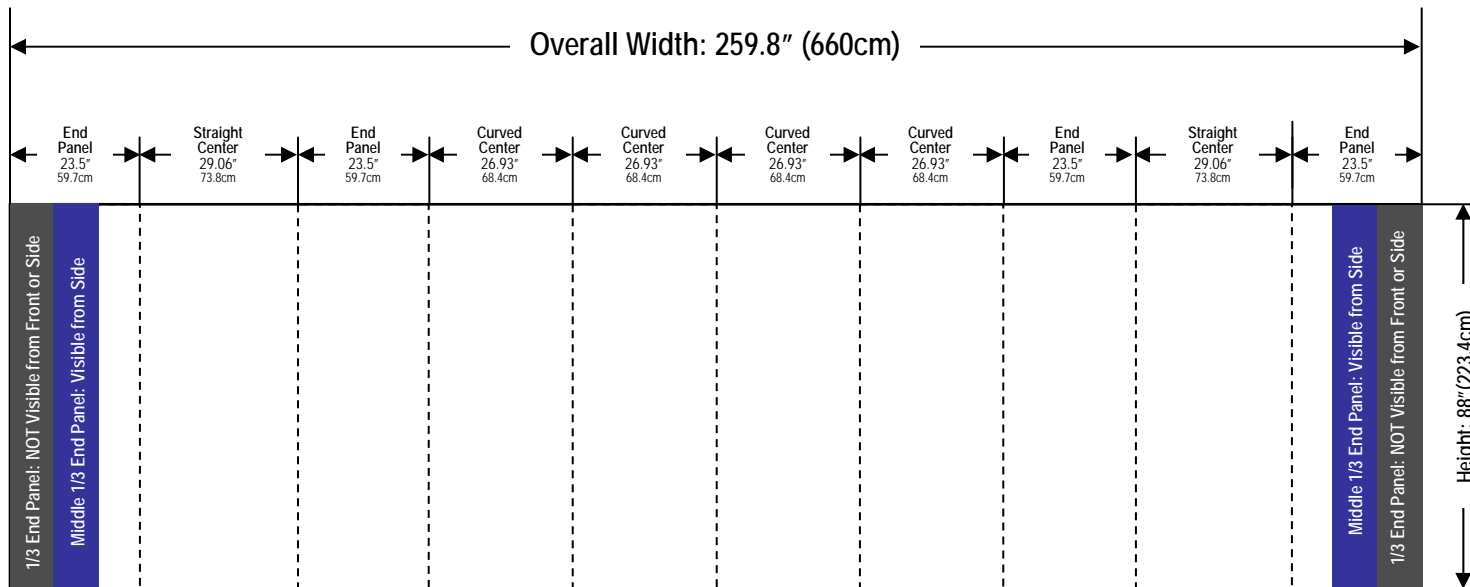 Overall Width: 259.8" (660cm)
End
Panel
23.5"
59.7cm
Straight
Center
29.06"
73.8cm
End
Panel
23.5"
59.7cm
Curved
Center
26.93"
68.4cm
Curved
Center
26.93"
68.4cm
Curved
Center
26.93"
68.4cm
Curved
Center
26.93"
68.4cm
End
Panel
23.5"
59.7cm
Straight
Center
29.06"
73.8cm
End
Panel
23.5"
59.7cm
1/3 End Panel: NOT Visible from Front or Side
Middle 1/3 End Panel: Visible from Side
Middle 1/3 End Panel: Visible from Side
1/3 End Panel: NOT Visible from Front or Side
Height: 88"(223.4cm)